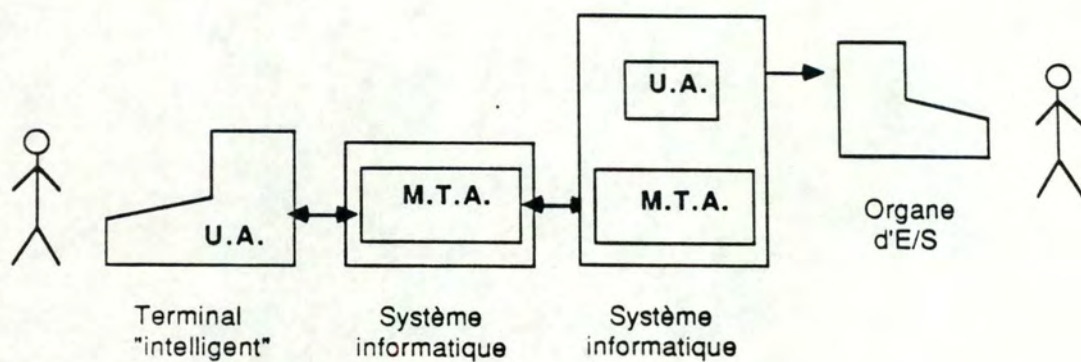 U.A.
M.T.A.
U.A.
M.T.A.
Terminal
"intelligent"
Système
informatique
Système
informatique
Organe
d'E/S